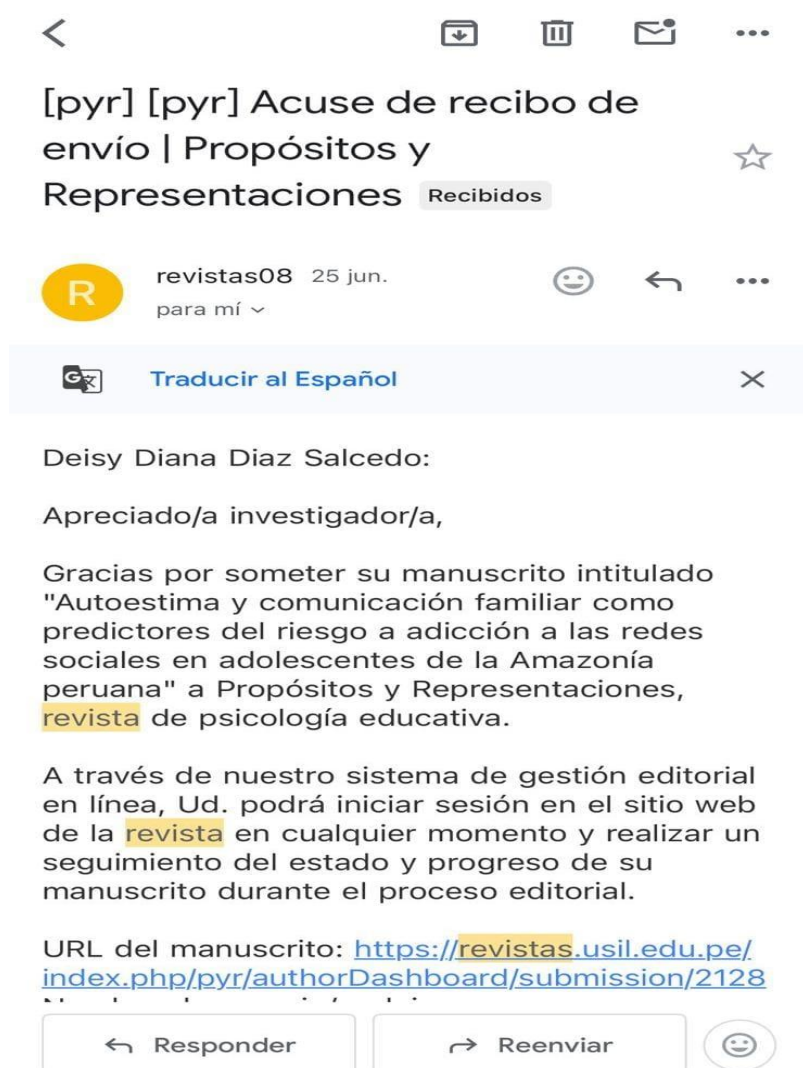 [pyr] [pyr] Acuse de recibo de
envío | Propósitos y
Representaciones Recibidos
R
revistas08 25 jun.
para mí
Traducir al Español
Deisy Diana Diaz Salcedo:
Apreciado/a investigador/a,
Gracias por someter su manuscrito intitulado
"Autoestima y comunicación familiar como
predictores del riesgo a adicción a las redes
sociales en adolescentes de la Amazonía
peruana" a Propósitos y Representaciones,
revista de psicología educativa.
A través de nuestro sistema de gestión editorial
en línea, Ud. podrá iniciar sesión en el sitio web
de la revista en cualquier momento y realizar un
seguimiento del estado y progreso de su
manuscrito durante el proceso editorial.
URL del manuscrito: https://revistas.usil.edu.pe/
index.php/pyr/authorDashboard/submission/2128
Responder
Reenviar